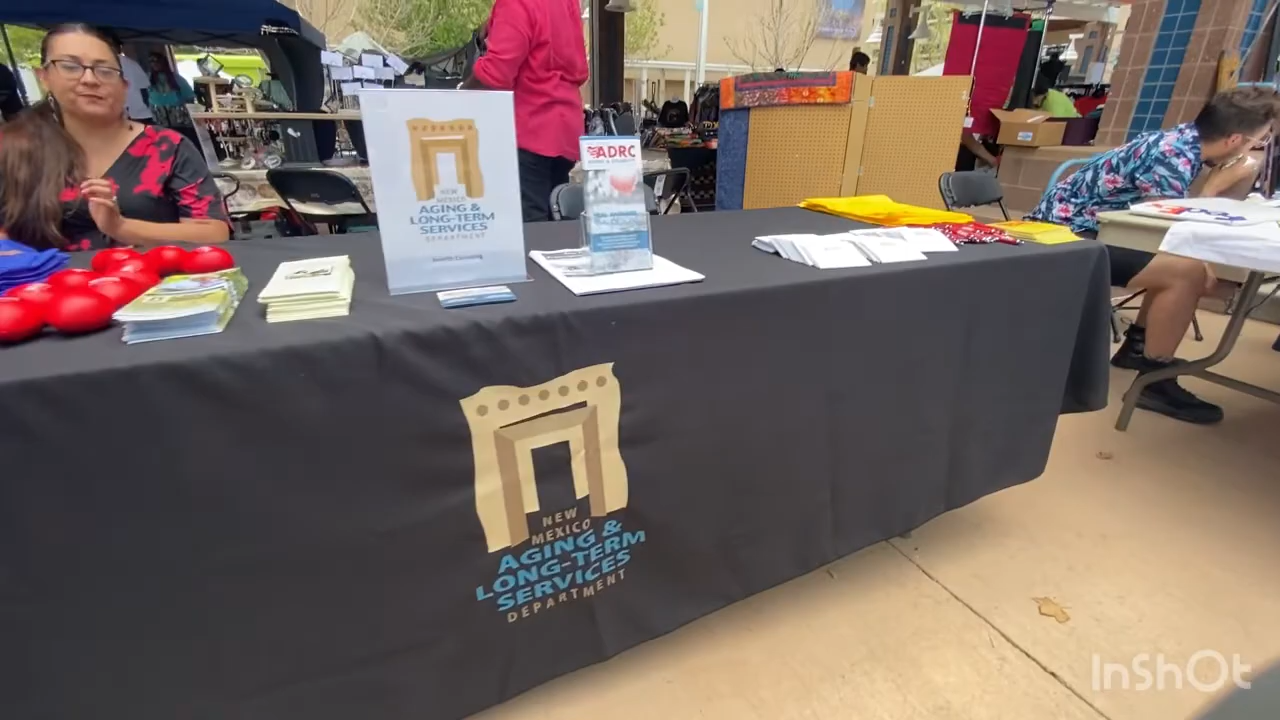 NEW
MEXICO
AGING &
LONG-TERM
SERVICES
DEPARTMENT
ADRC
NEW
MEXICO
AGING &
LONG-TERM
SERVICES
DEPARTMENT
InShOt